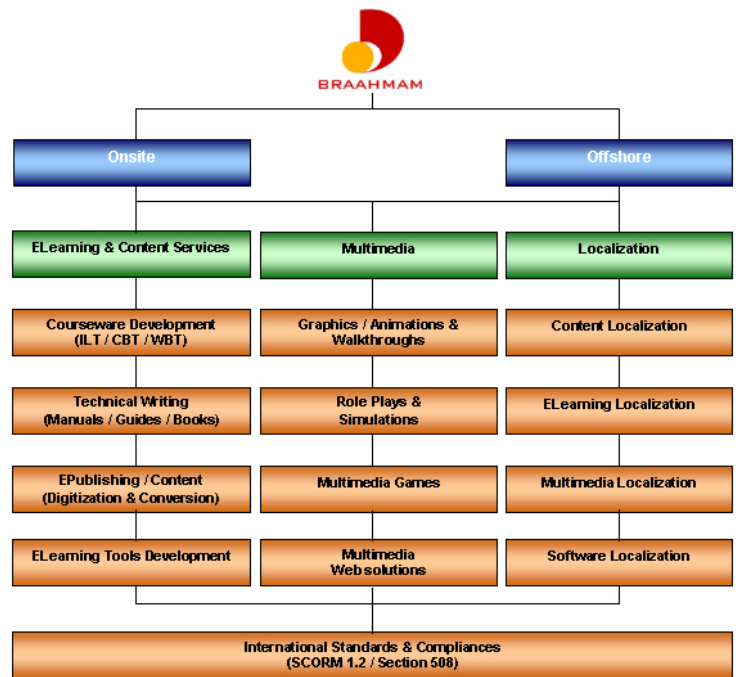 BRAAHMAM
Onsite
Offshore
ELearning & Content Services
Multimedia
Localization
Courseware Development
(ILT / CBT / WBT)
Graphics / Animations &
Walkthroughs
Content Localization
Technical Writing
(Manuals / Guides / Books)
Role Plays &
Simulations
ELearning Localization
EPublishing / Content
(Digitization & Conversion)
Multimedia Games
Multimedia Localization
ELearning Tools Development
Multimedia
Web solutions
Software Localization
International Standards & Compliances
(SCORM 1.2 / Section 508)